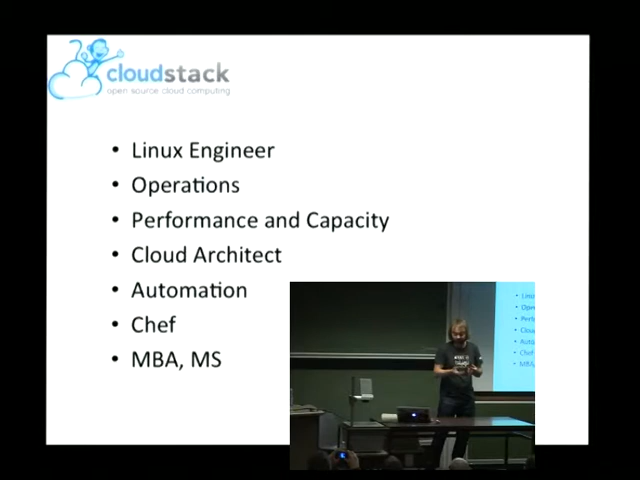 cloudstack
open source cloud computing
• Linux Engineer
• Operations
• Performance and Capacity
• Cloud Architect
• Automation
• Chef
• MBA, MS